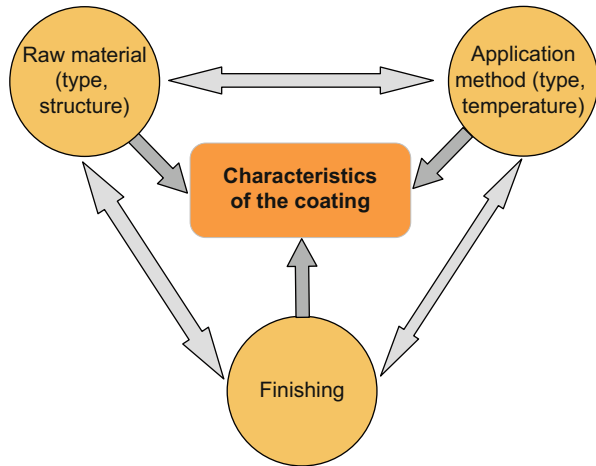 Raw material
(type,
structure)
Application
method (type,
temperature)
Characteristics
of the coating
Finishing